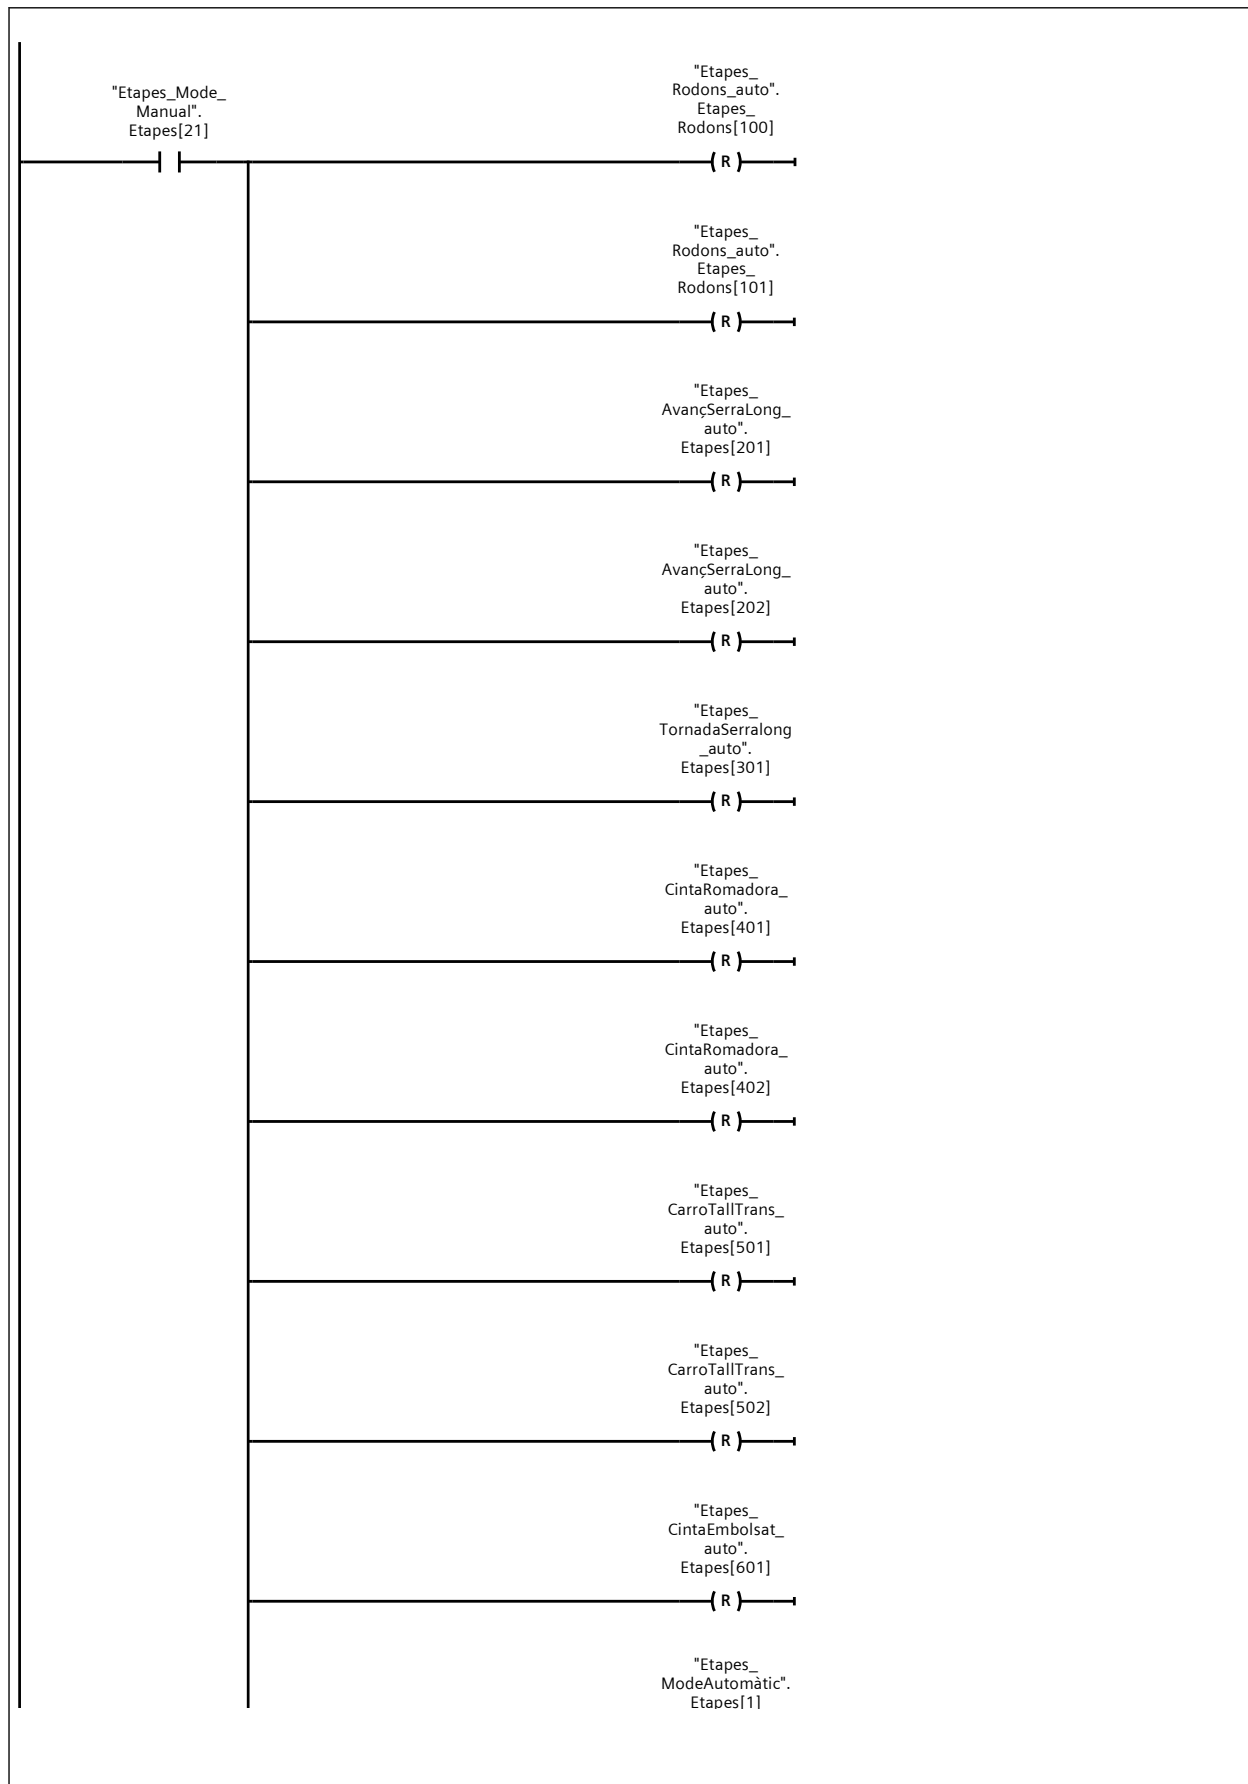 "Etapes_Mode_
Manual".
Etapes[21]
"Etapes_
Rodons_auto".
Etapes_
Rodons[100]
( R )
"Etapes_
Rodons_auto".
Etapes_
Rodons[101]
( R )
"Etapes_
AvançSerraLong_
auto".
Etapes[201]
( R )
"Etapes_
AvançSerraLong_
auto".
Etapes[202]
( R )
"Etapes_
TornadaSerralong
_auto".
Etapes[301]
( R )
"Etapes_
CintaRomadora_
auto".
Etapes[401]
( R )
"Etapes_
CintaRomadora_
auto".
Etapes[402]
( R )
"Etapes_
CarroTallTrans_
auto".
Etapes[501]
( R )
"Etapes_
CarroTallTrans_
auto".
Etapes[502]
( R )
"Etapes_
CintaEmbolsat_
auto".
Etapes[601]
( R )
"Etapes_
ModeAutomàtic".
Etapes[1]